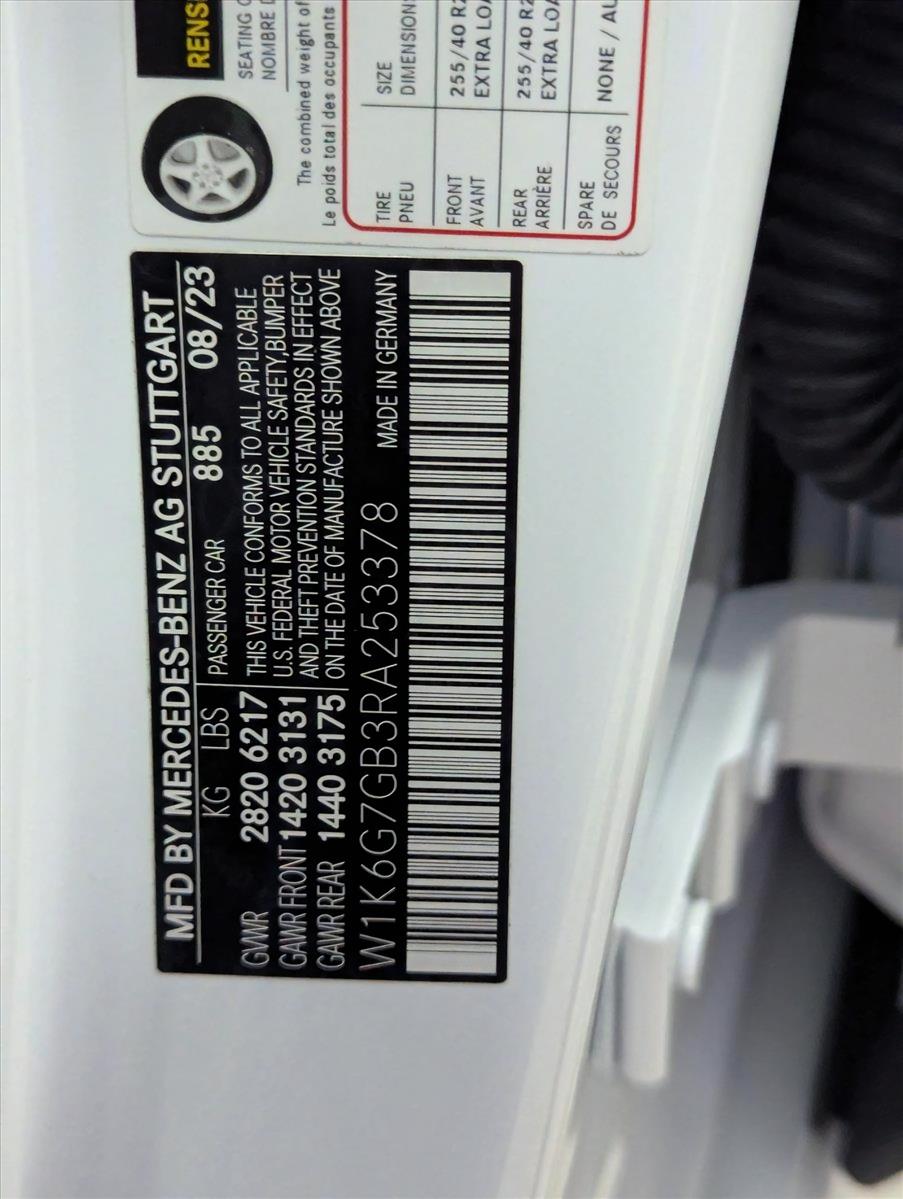 MFD BY MERCEDES-BENZ AG STUTTGART
KG LBS PASSENGER CAR 885 08/23
GVWR 2820 6217 THIS VEHICLE CONFORMS TO ALL APPLICABLE
GAWR FRONT 1420 3131 U.S. FEDERAL MOTOR VEHICLE SAFETY,BUMPER
GAWR REAR 1440 3175 AND THEFT PREVENTION STANDARDS IN EFFECT
ON THE DATE OF MANUFACTURE SHOWN ABOVE
W1K6G7GB3RA253378 MADE IN GERMANY
RENS
SEATING
NOMBRE
The combined weight of
Le poids total des occupants
TIRE SIZE
PNEU DIMENSION
FRONT 255/40
AVANT EXTRA
REAR 255/40
ARRIÈRE EXTRA
SPARE NONE /
DE SECOURS